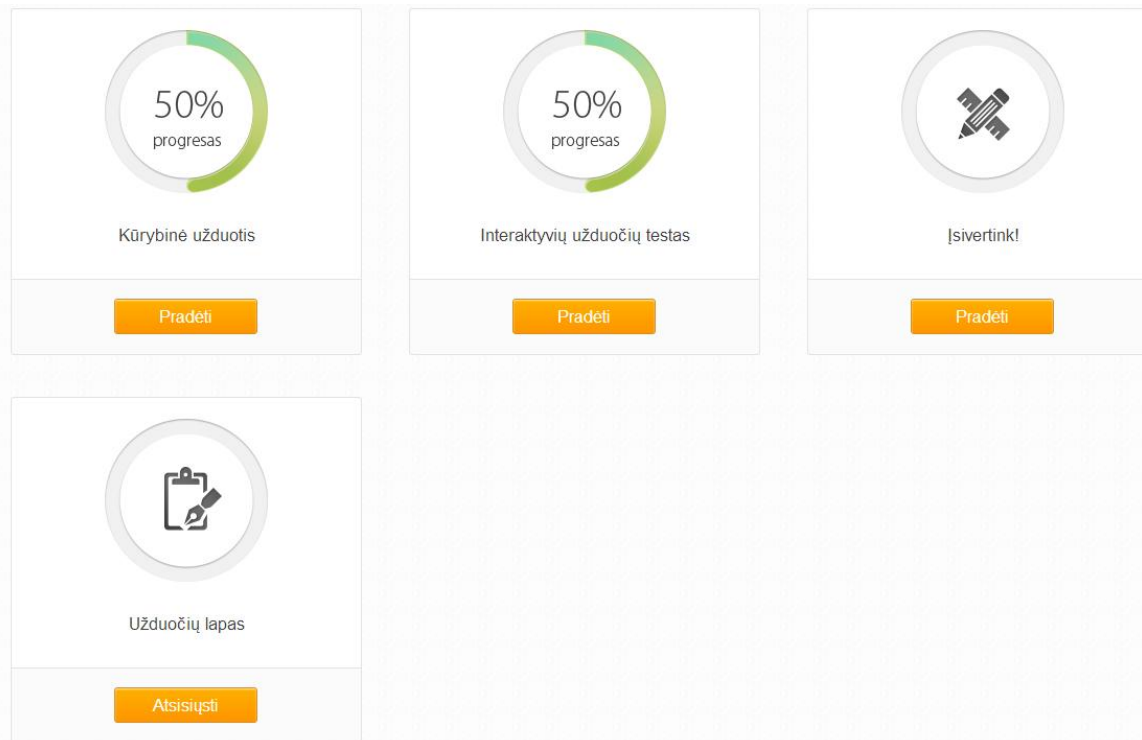 50%
progresas
Kūrybinė užduotis
Pradėti
50%
progresas
Interaktyvių užduočių testas
Pradėti
Įsivertink!
Pradėti
Užduočių lapas
Atsisiųsti